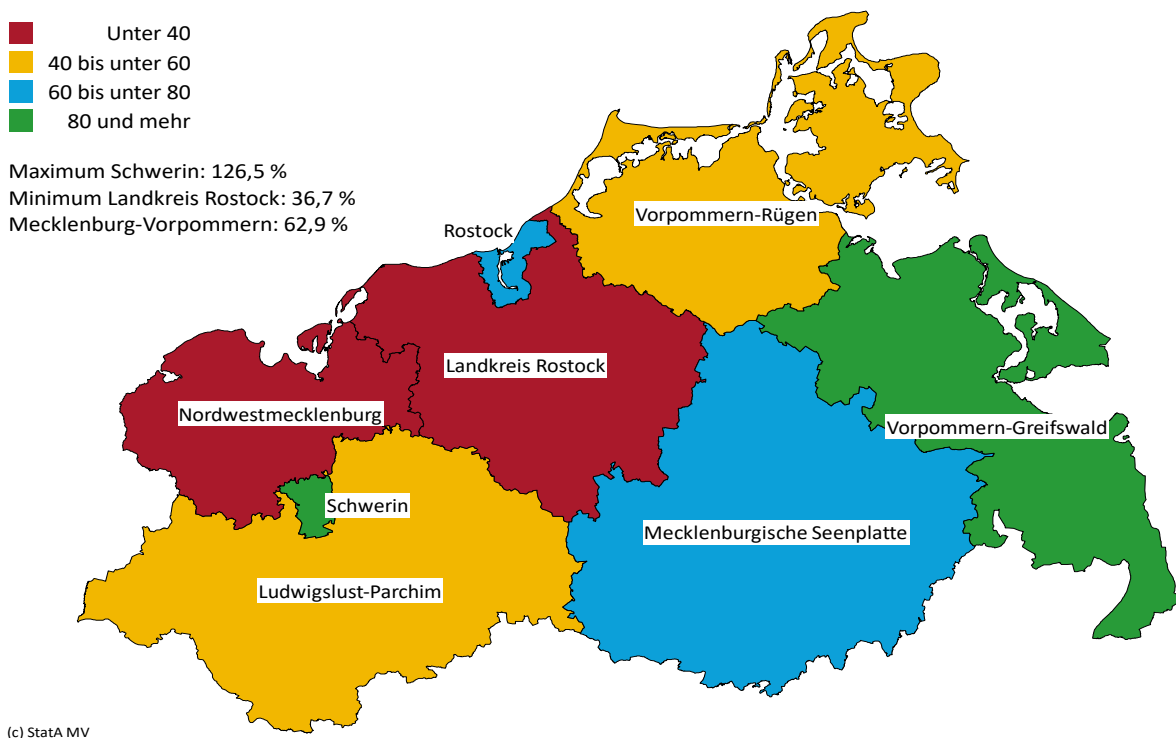 Unter 40
40 bis unter 60
60 bis unter 80
80 und mehr
Maximum Schwerin: 126,5 %
Minimum Landkreis Rostock: 36,7 %
Mecklenburg-Vorpommern: 62,9 %
Vorpommern-Rügen
Rostock
Landkreis Rostock
Nordwestmecklenburg
Vorpommern-Greifswald
Schwerin
Mecklenburgische Seenplatte
Ludwigslust-Parchim
(c) StatA MV